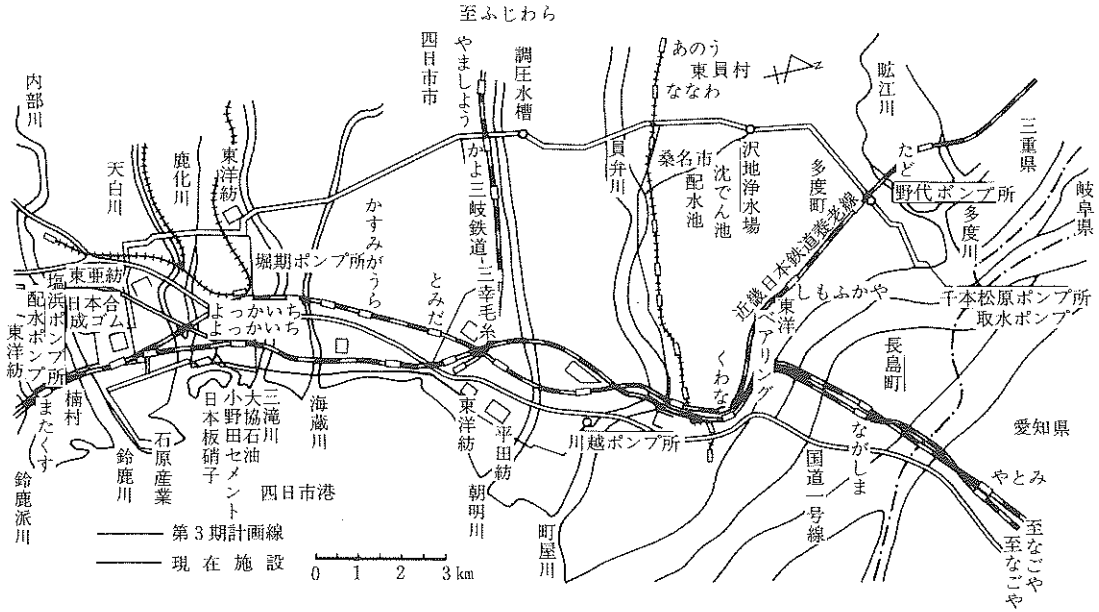 至ふじわら
四日市市
やましよう
調圧水槽
あのう
東員村
ななわ
鉱江川
三重県
岐阜県
内部川
天白川
鹿化川
東洋紡
かすみがうら
かよ三岐鉄道
員弁川
桑名市
配水池
沈でん池
沢地浄水場
多度町
たど
野代ポンプ所
多度川
近畿日本鉄道養老線
しもふかや
千本松原ポンプ所
取水ポンプ
塩浜ポンプ所
配水ポンプ
東洋紡
東亜紡
日本合成ゴム
堀期ポンプ所
よっかいち
よっかいち
とみだ
三幸毛糸
東洋ベアリング
くわな
長島町
ながしま
愛知県
やとみ
至なごや
至なごや
楠村
うまたくす
鈴鹿派川
鈴鹿川
石原産業
日本板硝子
小野田セメント
大協石油
三滝川
四日市港
海蔵川
東洋紡
平田紡
朝明川
川越ポンプ所
町屋川
国道一号線
第3期計画線
現在施設
0 1 2 3km